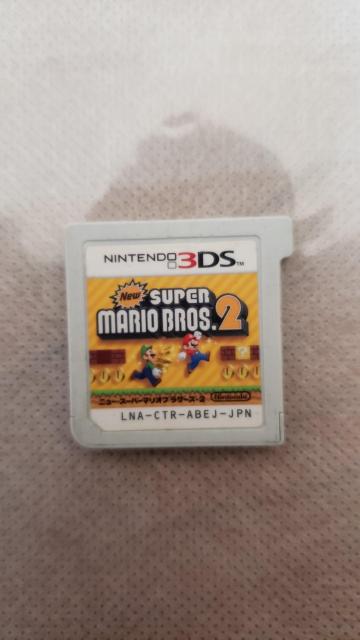 NINTENDO 3DS™
New
SUPER
MARIO BROS. 2
ニュー・スーパーマリオブラザーズ・2
Nintendo
LNA-CTR-ABEJ-JPN